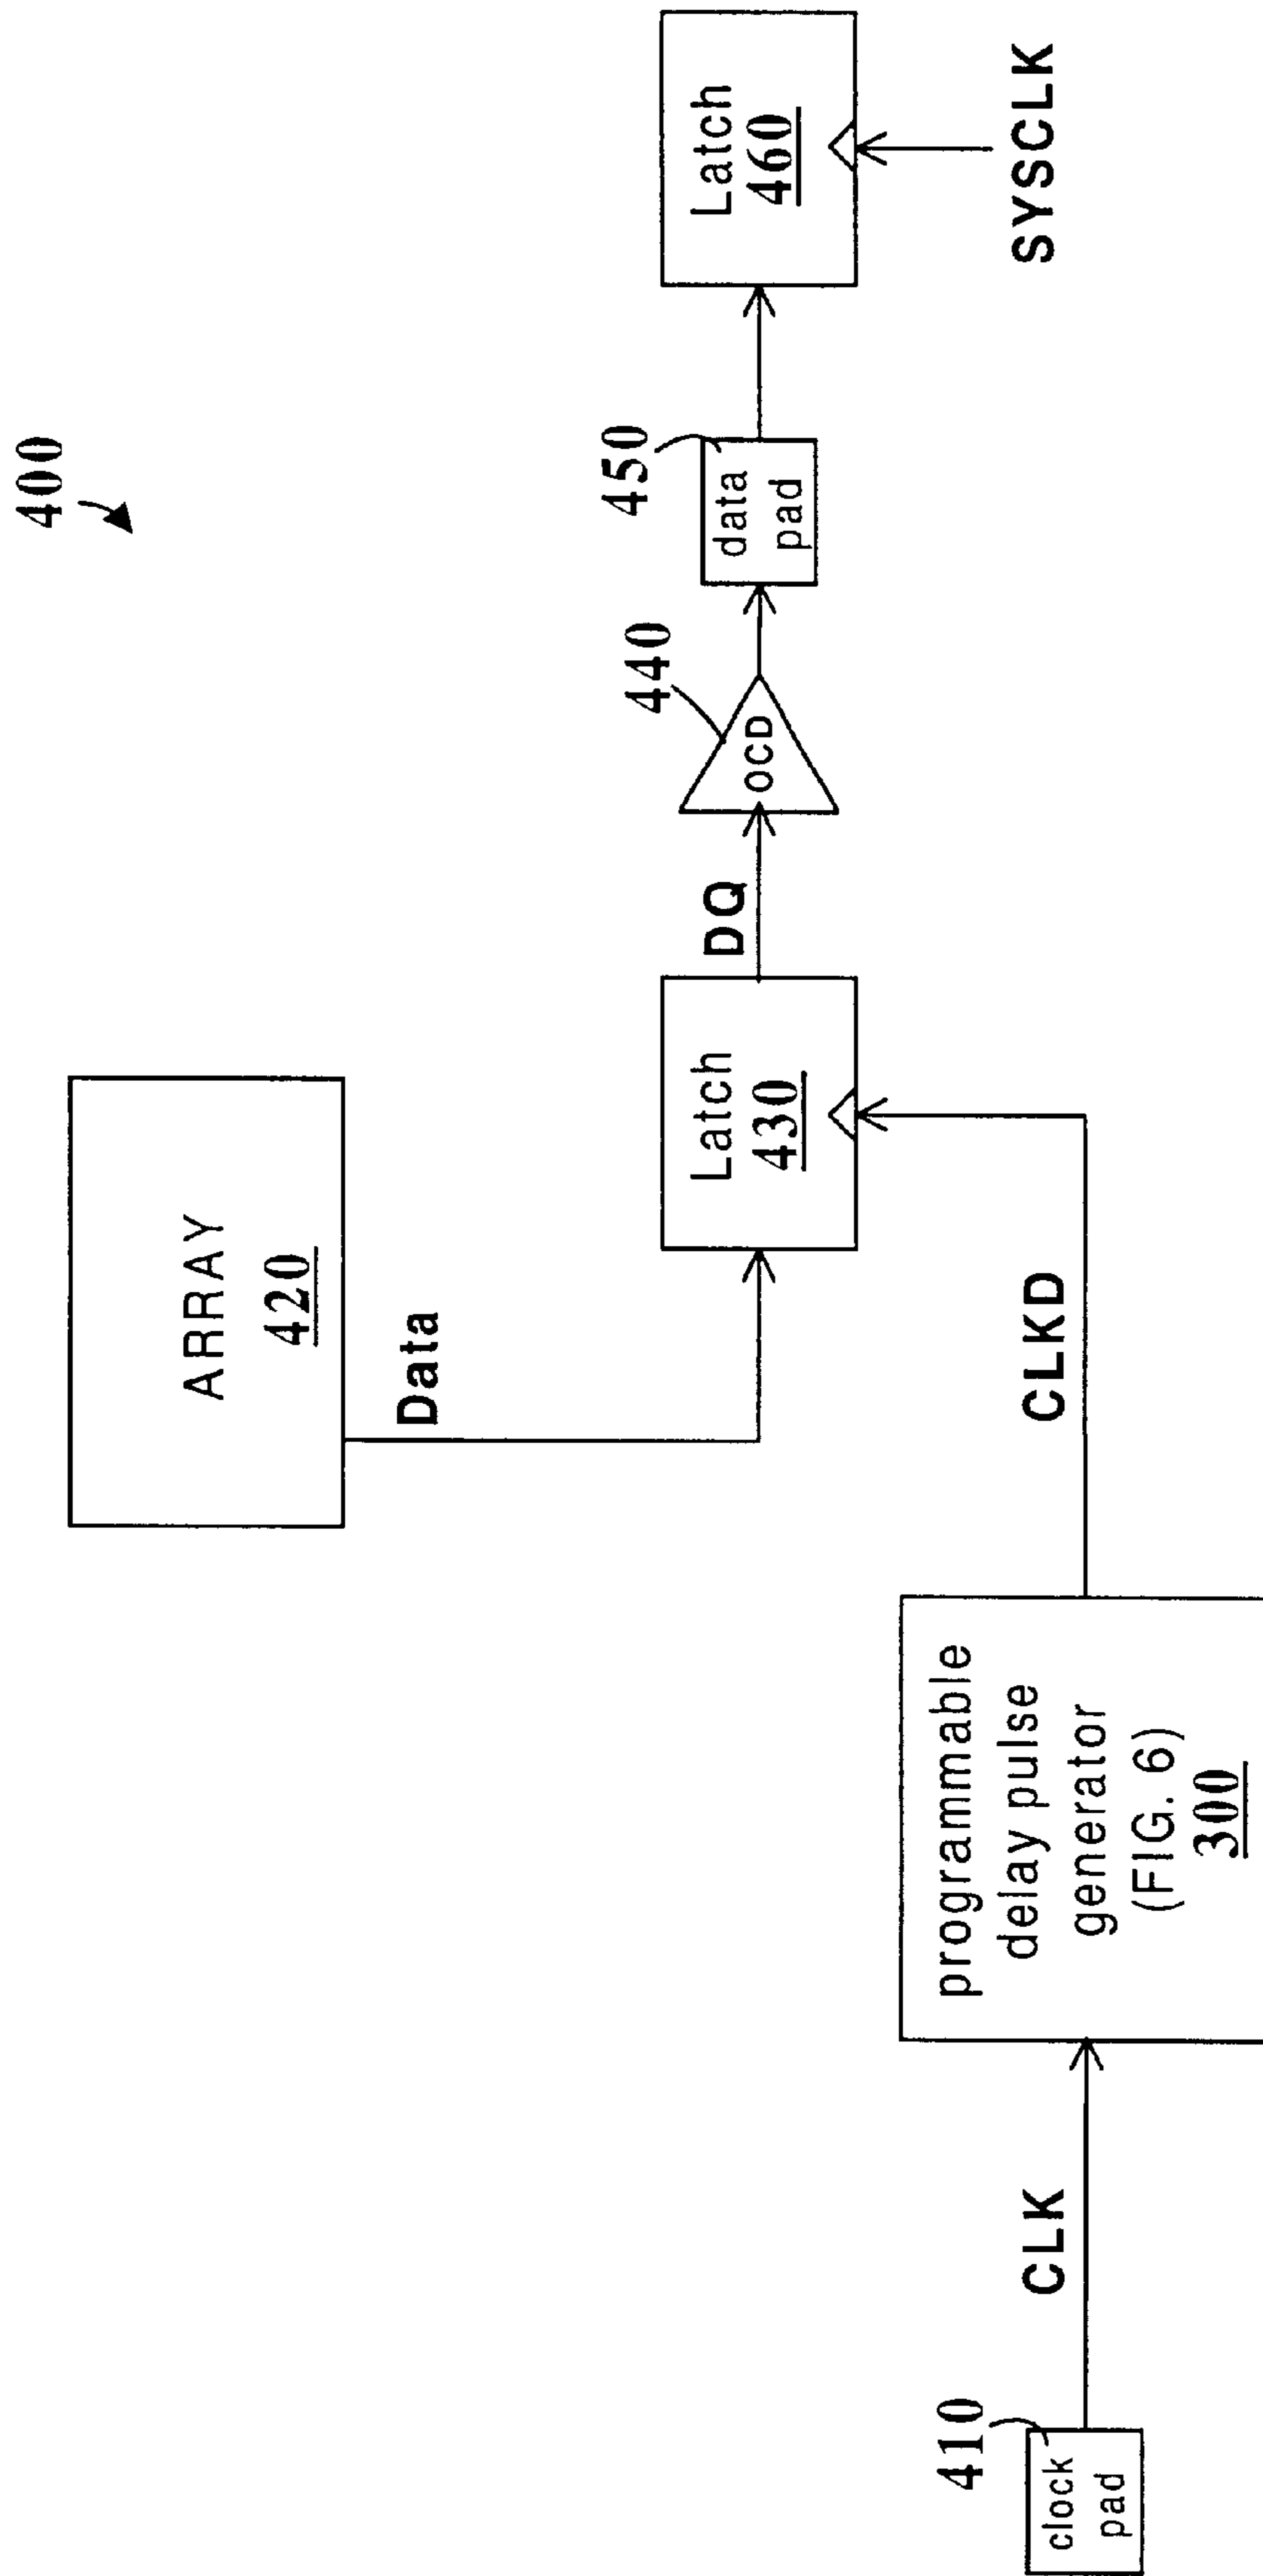 400
ARRAY
420
Data
Latch
430
DQ
440
OCD
450
data
pad
Latch
460
SYSCLK
410
clock
pad
CLK
programmable
delay pulse
generator
(FIG. 6)
300
CLKD